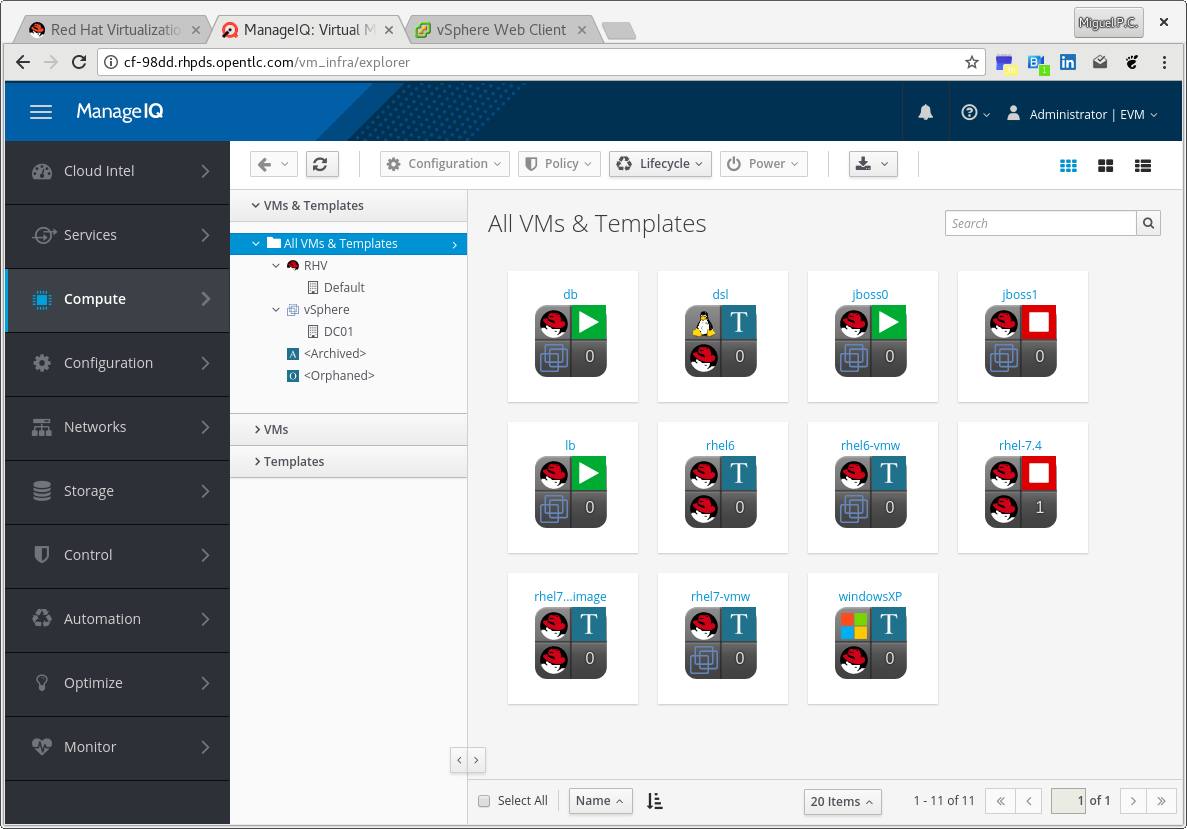 Red Hat Virtualizatio
ManageIQ: Virtual M
vSphere Web Client
Miguel P.C.
cf-98dd.rhpds.opentlc.com/vm_infra/explorer
1
ManageIQ
Administrator | EVM
Cloud Intel
Services
Compute
Configuration
Networks
Storage
Control
Automation
Optimize
Monitor
Configuration
Policy
Lifecycle
Power
VMs & Templates
All VMs & Templates
RHV
Default
vSphere
DC01
A <Archived>
O <Orphaned>
VMs
Templates
All VMs & Templates
Search
db
0
dsl
T
0
jboss0
0
jboss1
0
lb
0
rhel6
T
0
rhel6-vmw
T
0
rhel-7.4
1
rhel7...image
T
0
rhel7-vmw
T
0
windowsXP
T
0
Select All
Name
20 Items
1 - 11 of 11
1 of 1